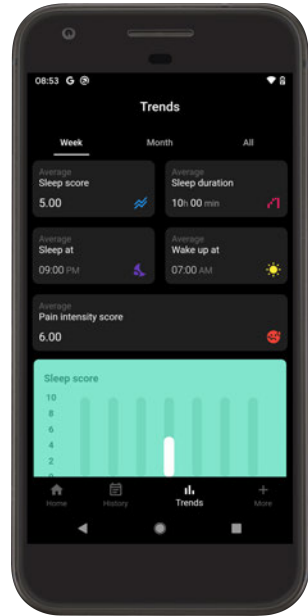 08:53 G
Trends
Week Month All
Average
Sleep score
5.00
Average
Sleep duration
10h 00 min
Average
Sleep at
09:00 PM
Average
Wake up at
07:00 AM
Average
Pain intensity score
6.00
Sleep score
10
8
6
4
2
0
Home History Trends More